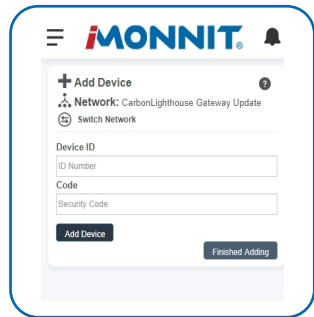 iMONNIT®
Add Device
Network: CarbonLighthouse Gateway Update
Switch Network
Device ID
ID Number
Code
Security Code
Add Device
Finished Adding